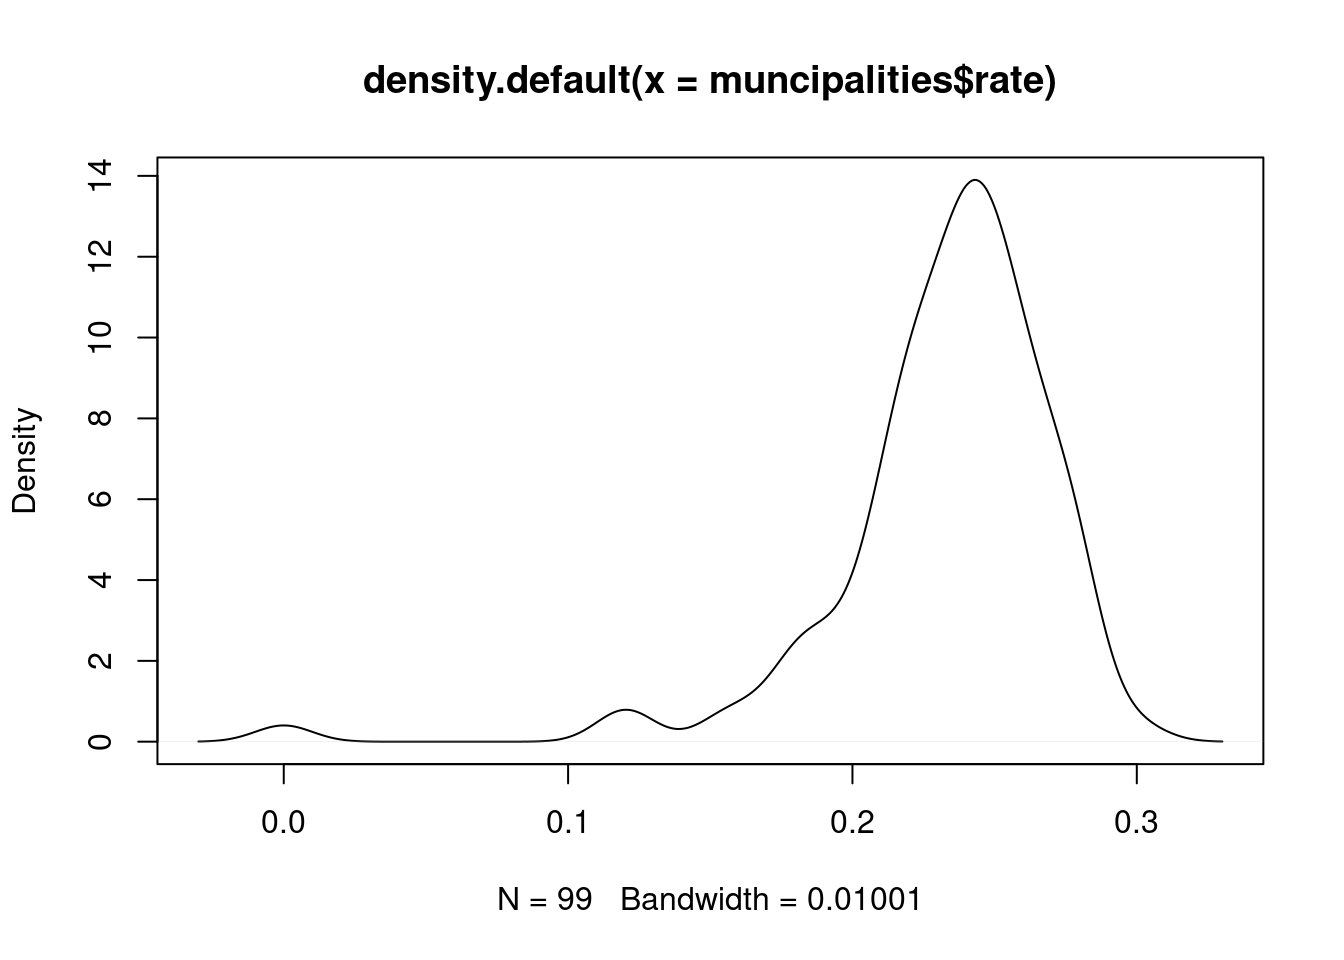 density.default(x = muncipalities$rate)
Density
14
12
10
8
6
4
2
0
0.0 0.1 0.2 0.3
N = 99 Bandwidth = 0.01001